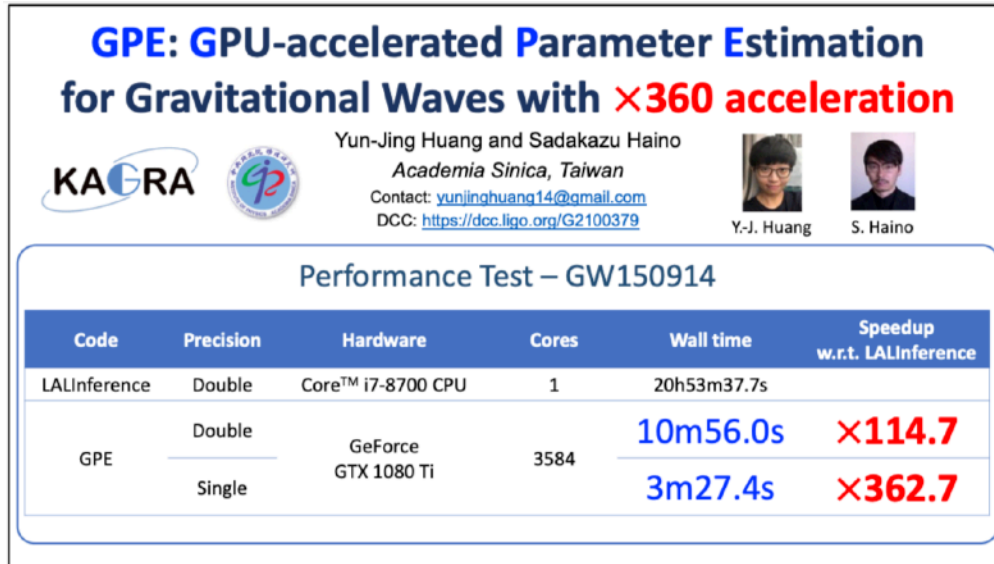 GPE: GPU-accelerated Parameter Estimation
for Gravitational Waves with ×360 acceleration
KAGRA
Yun-Jing Huang and Sadakazu Haino
Academia Sinica, Taiwan
Contact: yunjinghuang14@gmail.com
DCC: https://dcc.ligo.org/G2100379
Y.-J. Huang
S. Haino
Performance Test – GW150914
Code Precision Hardware Cores Wall time Speedup w.r.t. LALInference
LALInference Double Core™ i7-8700 CPU 1 20h53m37.7s
GPE Double GeForce GTX 1080 Ti 3584 10m56.0s ×114.7
Single 3m27.4s ×362.7